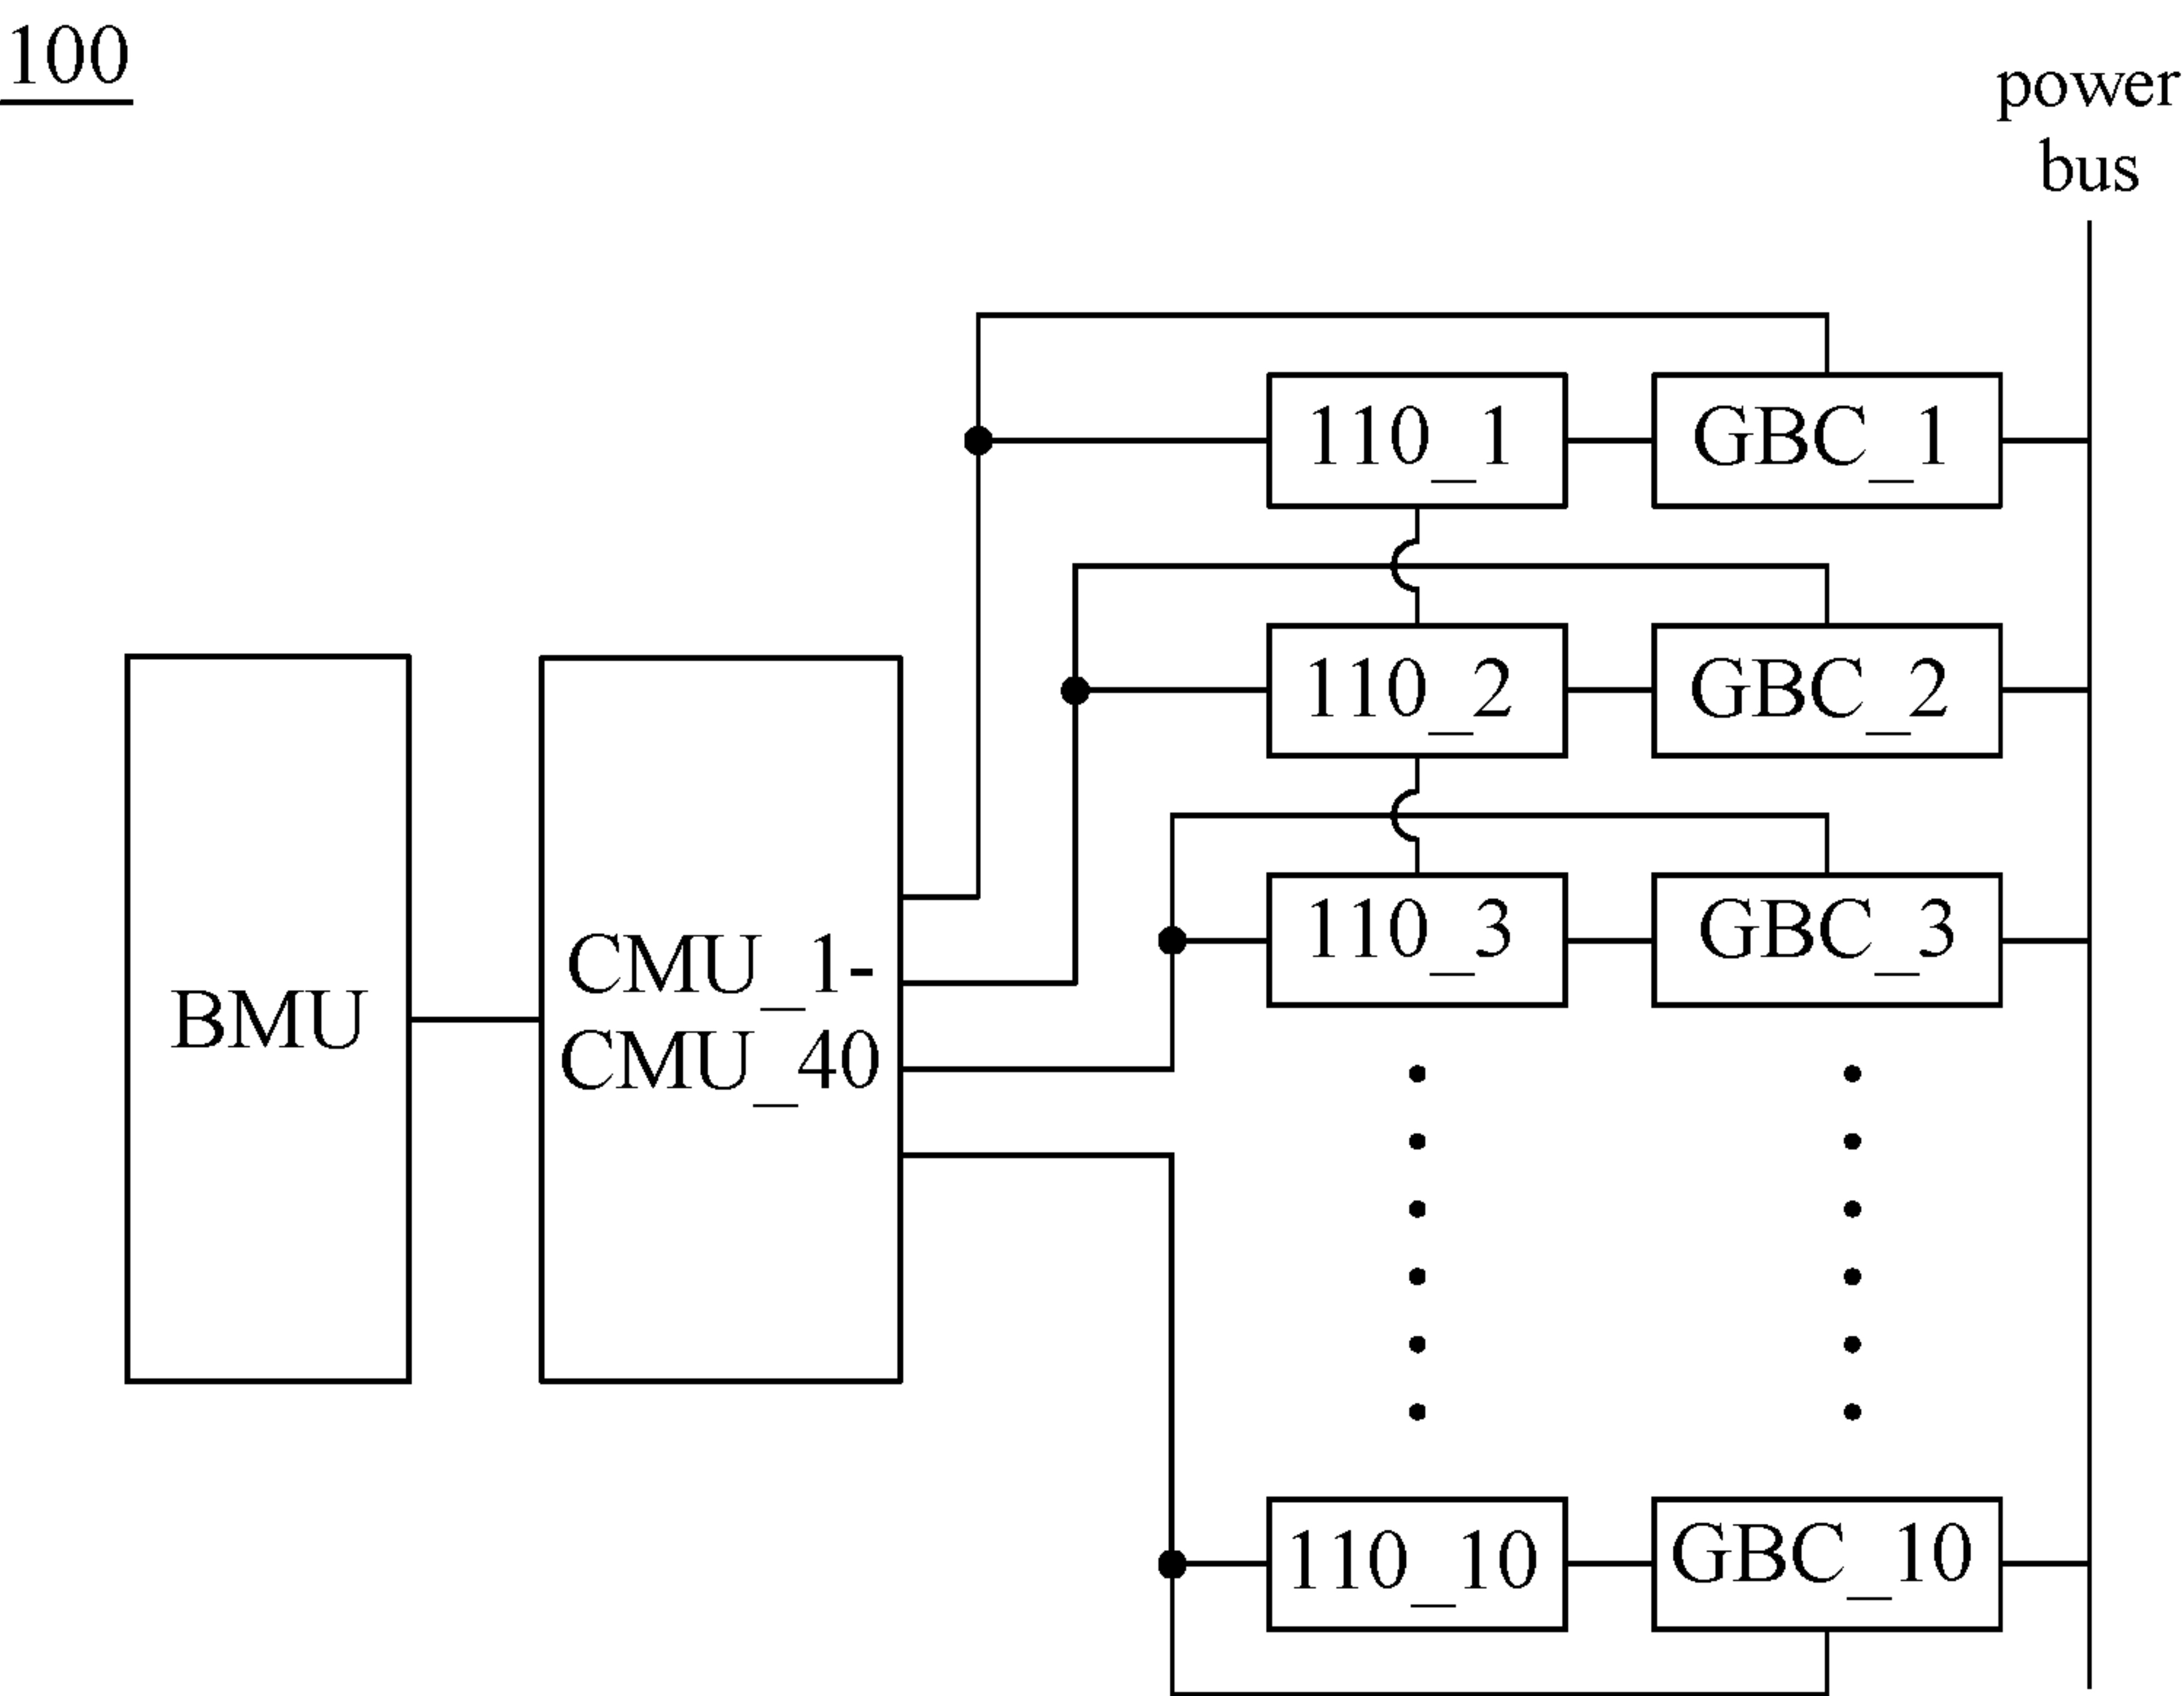 100
power
bus
110_1
GBC_1
110_2
GBC_2
110_3
GBC_3
BMU
CMU_1-
CMU_40
110_10
GBC_10